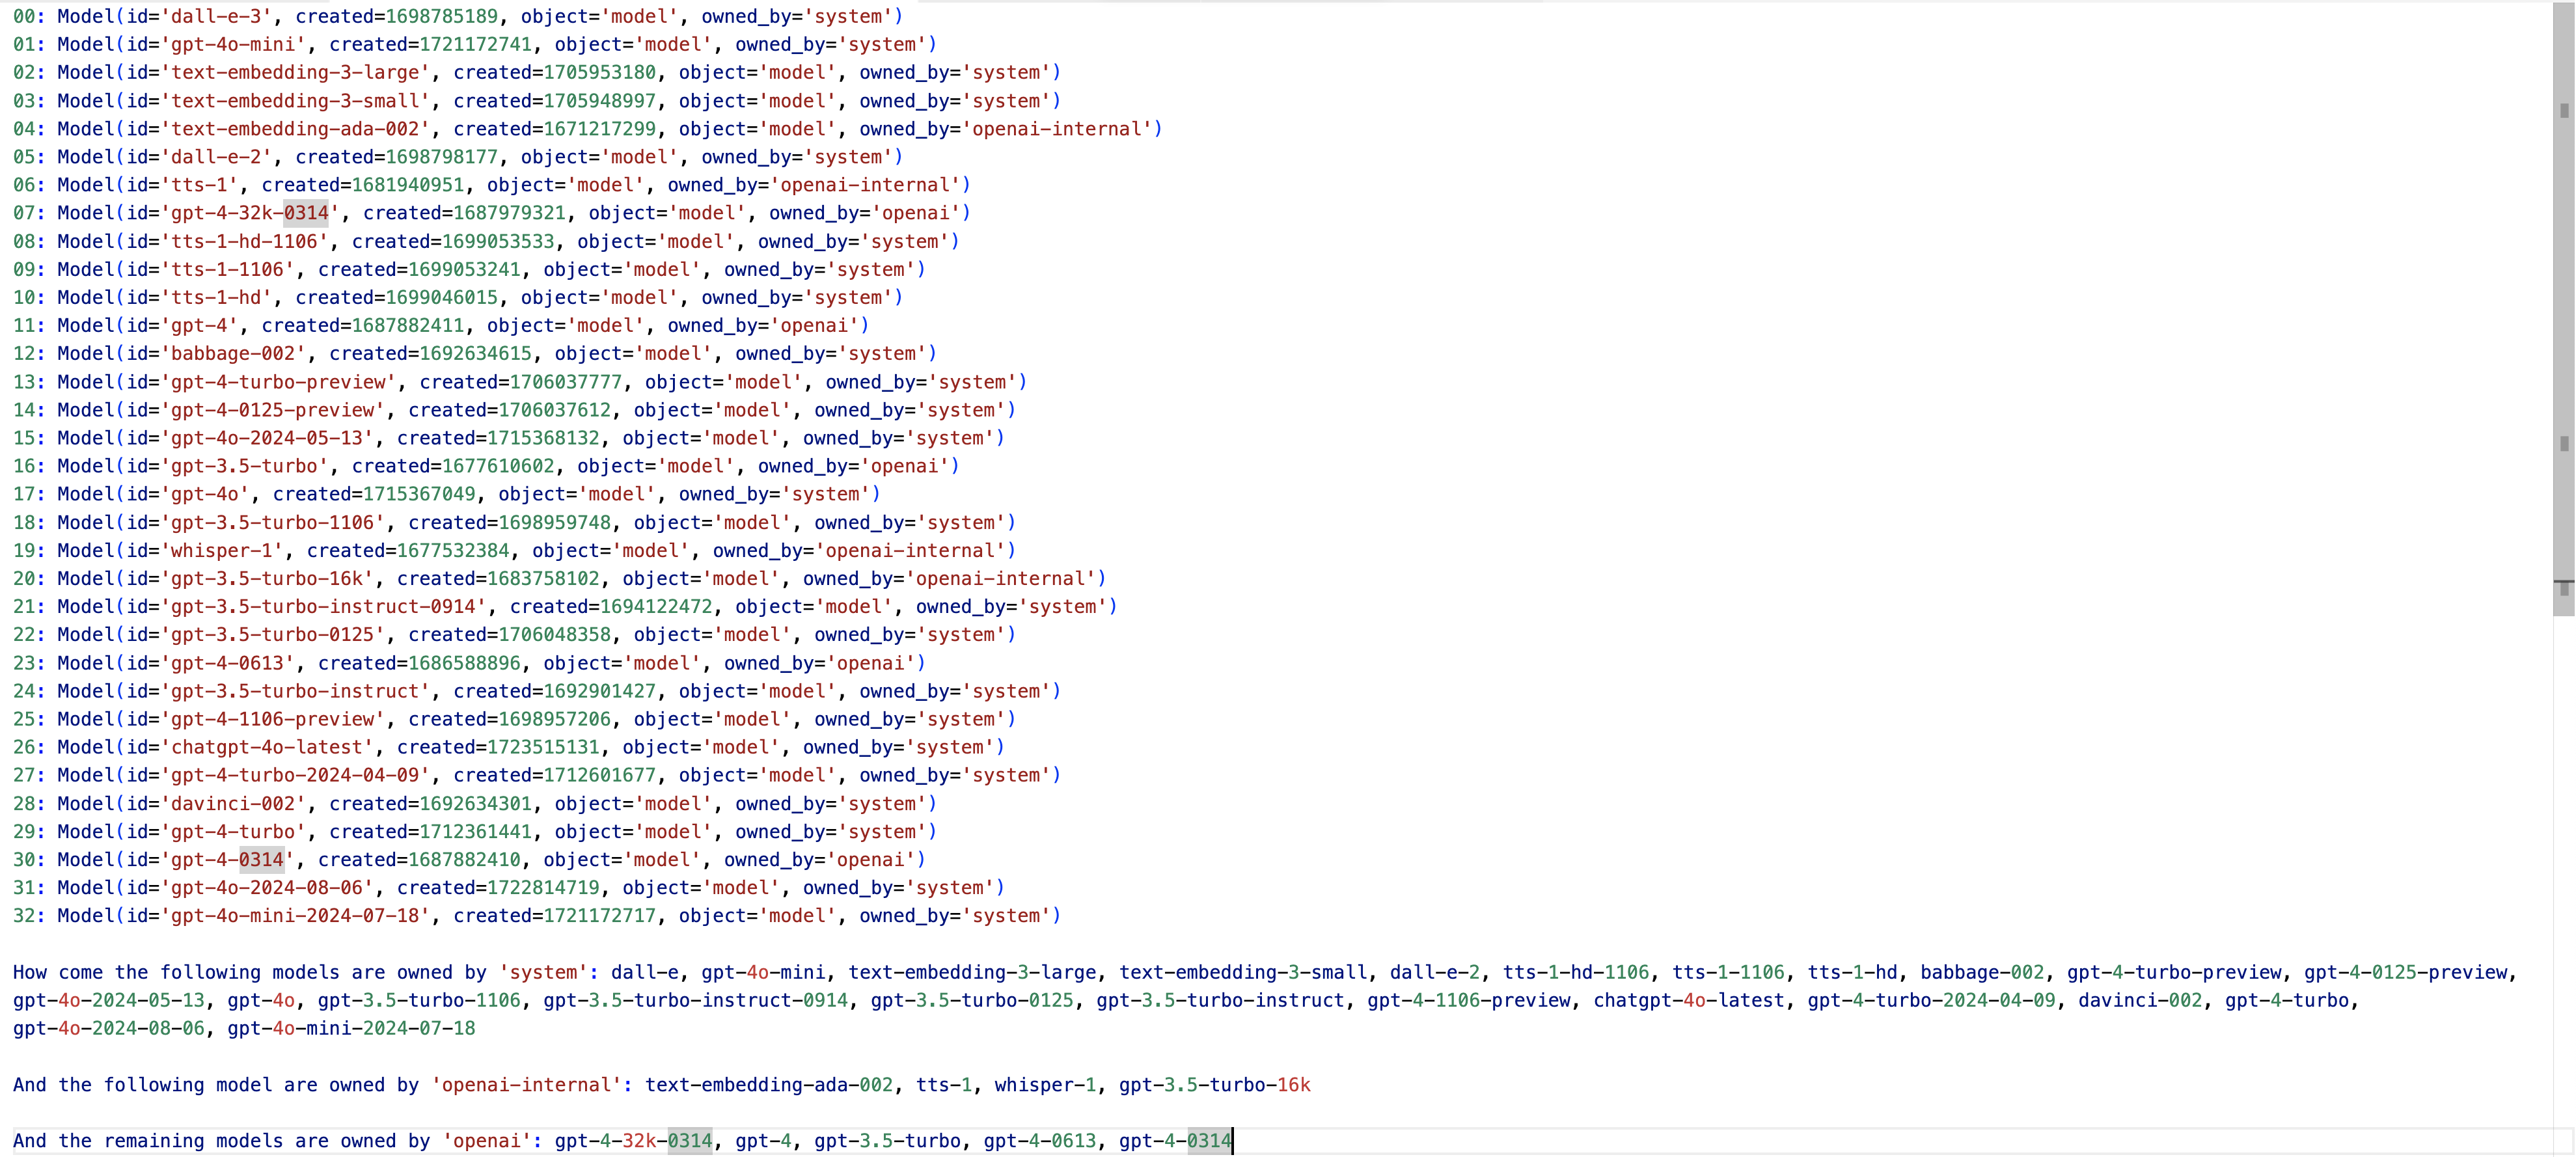 00: Model(id='dall-e-3', created=1698785189, object='model', owned_by='system')
01: Model(id='gpt-4o-mini', created=1721172741, object='model', owned_by='system')
02: Model(id='text-embedding-3-large', created=1705953180, object='model', owned_by='system')
03: Model(id='text-embedding-3-small', created=1705948997, object='model', owned_by='system')
04: Model(id='text-embedding-ada-002', created=1671217299, object='model', owned_by='openai-internal')
05: Model(id='dall-e-2', created=1698798177, object='model', owned_by='system')
06: Model(id='tts-1', created=1681940951, object='model', owned_by='openai-internal')
07: Model(id='gpt-4-32k-0314', created=1687979321, object='model', owned_by='openai')
08: Model(id='tts-1-hd-1106', created=1699053533, object='model', owned_by='system')
09: Model(id='tts-1-1106', created=1699053241, object='model', owned_by='system')
10: Model(id='tts-1-hd', created=1699046015, object='model', owned_by='system')
11: Model(id='gpt-4', created=1687882411, object='model', owned_by='openai')
12: Model(id='babbage-002', created=1692634615, object='model', owned_by='system')
13: Model(id='gpt-4-turbo-preview', created=1706037777, object='model', owned_by='system')
14: Model(id='gpt-4-0125-preview', created=1706037612, object='model', owned_by='system')
15: Model(id='gpt-4o-2024-05-13', created=1715368132, object='model', owned_by='system')
16: Model(id='gpt-3.5-turbo', created=1677610602, object='model', owned_by='openai')
17: Model(id='gpt-4o', created=1715367049, object='model', owned_by='system')
18: Model(id='gpt-3.5-turbo-1106', created=1698959748, object='model', owned_by='system')
19: Model(id='whisper-1', created=1677532384, object='model', owned_by='openai-internal')
20: Model(id='gpt-3.5-turbo-16k', created=1683758102, object='model', owned_by='openai-internal')
21: Model(id='gpt-3.5-turbo-instruct-0914', created=1694122472, object='model', owned_by='system')
22: Model(id='gpt-3.5-turbo-0125', created=1706048358, object='model', owned_by='system')
23: Model(id='gpt-4-0613', created=1686588896, object='model', owned_by='openai')
24: Model(id='gpt-3.5-turbo-instruct', created=1692901427, object='model', owned_by='system')
25: Model(id='gpt-4-1106-preview', created=1698957206, object='model', owned_by='system')
26: Model(id='chatgpt-4o-latest', created=1723515131, object='model', owned_by='system')
27: Model(id='gpt-4-turbo-2024-04-09', created=1712601677, object='model', owned_by='system')
28: Model(id='davinci-002', created=1692634301, object='model', owned_by='system')
29: Model(id='gpt-4-turbo', created=1712361441, object='model', owned_by='system')
30: Model(id='gpt-4-0314', created=1687882410, object='model', owned_by='openai')
31: Model(id='gpt-4o-2024-08-06', created=1722814719, object='model', owned_by='system')
32: Model(id='gpt-4o-mini-2024-07-18', created=1721172717, object='model', owned_by='system')
How come the following models are owned by 'system': dall-e, gpt-4o-mini, text-embedding-3-large, text-embedding-3-small, dall-e-2, tts-1-hd-1106, tts-1-1106, tts-1-hd, babbage-002, gpt-4-turbo-preview, gpt-4-0125-preview,
gpt-4o-2024-05-13, gpt-4o, gpt-3.5-turbo-1106, gpt-3.5-turbo-instruct-0914, gpt-3.5-turbo-0125, gpt-3.5-turbo-instruct, gpt-4-1106-preview, chatgpt-4o-latest, gpt-4-turbo-2024-04-09, davinci-002, gpt-4-turbo,
gpt-4o-2024-08-06, gpt-4o-mini-2024-07-18
And the following model are owned by 'openai-internal': text-embedding-ada-002, tts-1, whisper-1, gpt-3.5-turbo-16k
And the remaining models are owned by 'openai': gpt-4-32k-0314, gpt-4, gpt-3.5-turbo, gpt-4-0613, gpt-4-0314